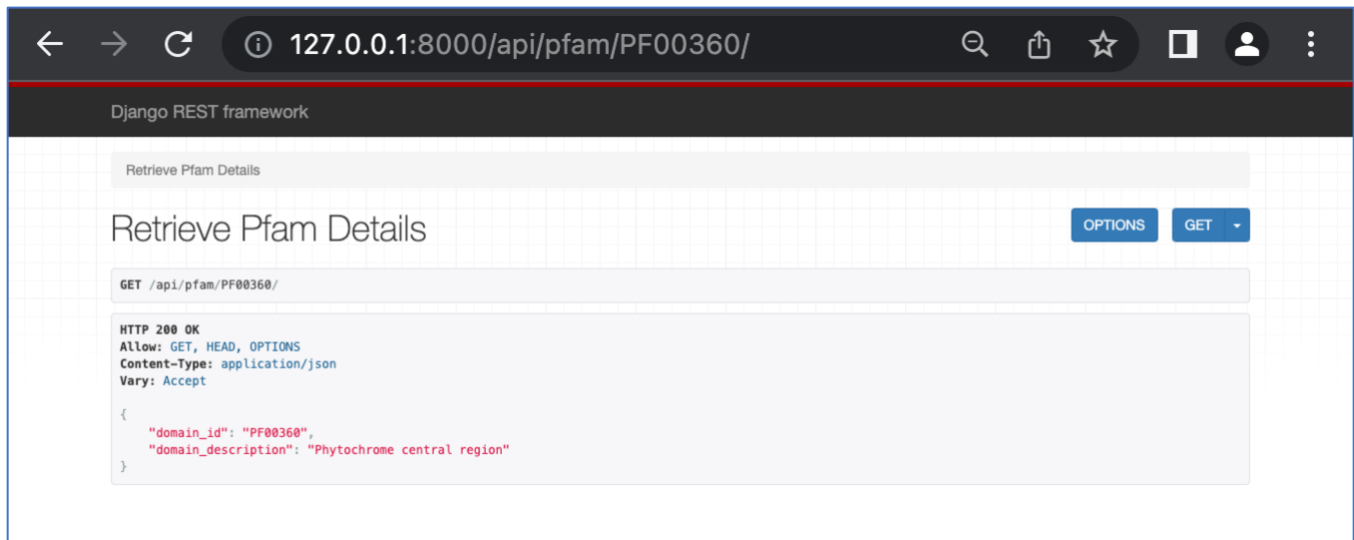 127.0.0.1:8000/api/pfam/PF00360/
Django REST framework
Retrieve Pfam Details
Retrieve Pfam Details
OPTIONS
GET
GET /api/pfam/PF00360/
HTTP 200 OK
Allow: GET, HEAD, OPTIONS
Content-Type: application/json
Vary: Accept
{
"domain_id": "PF00360",
"domain_description": "Phytochrome central region"
}